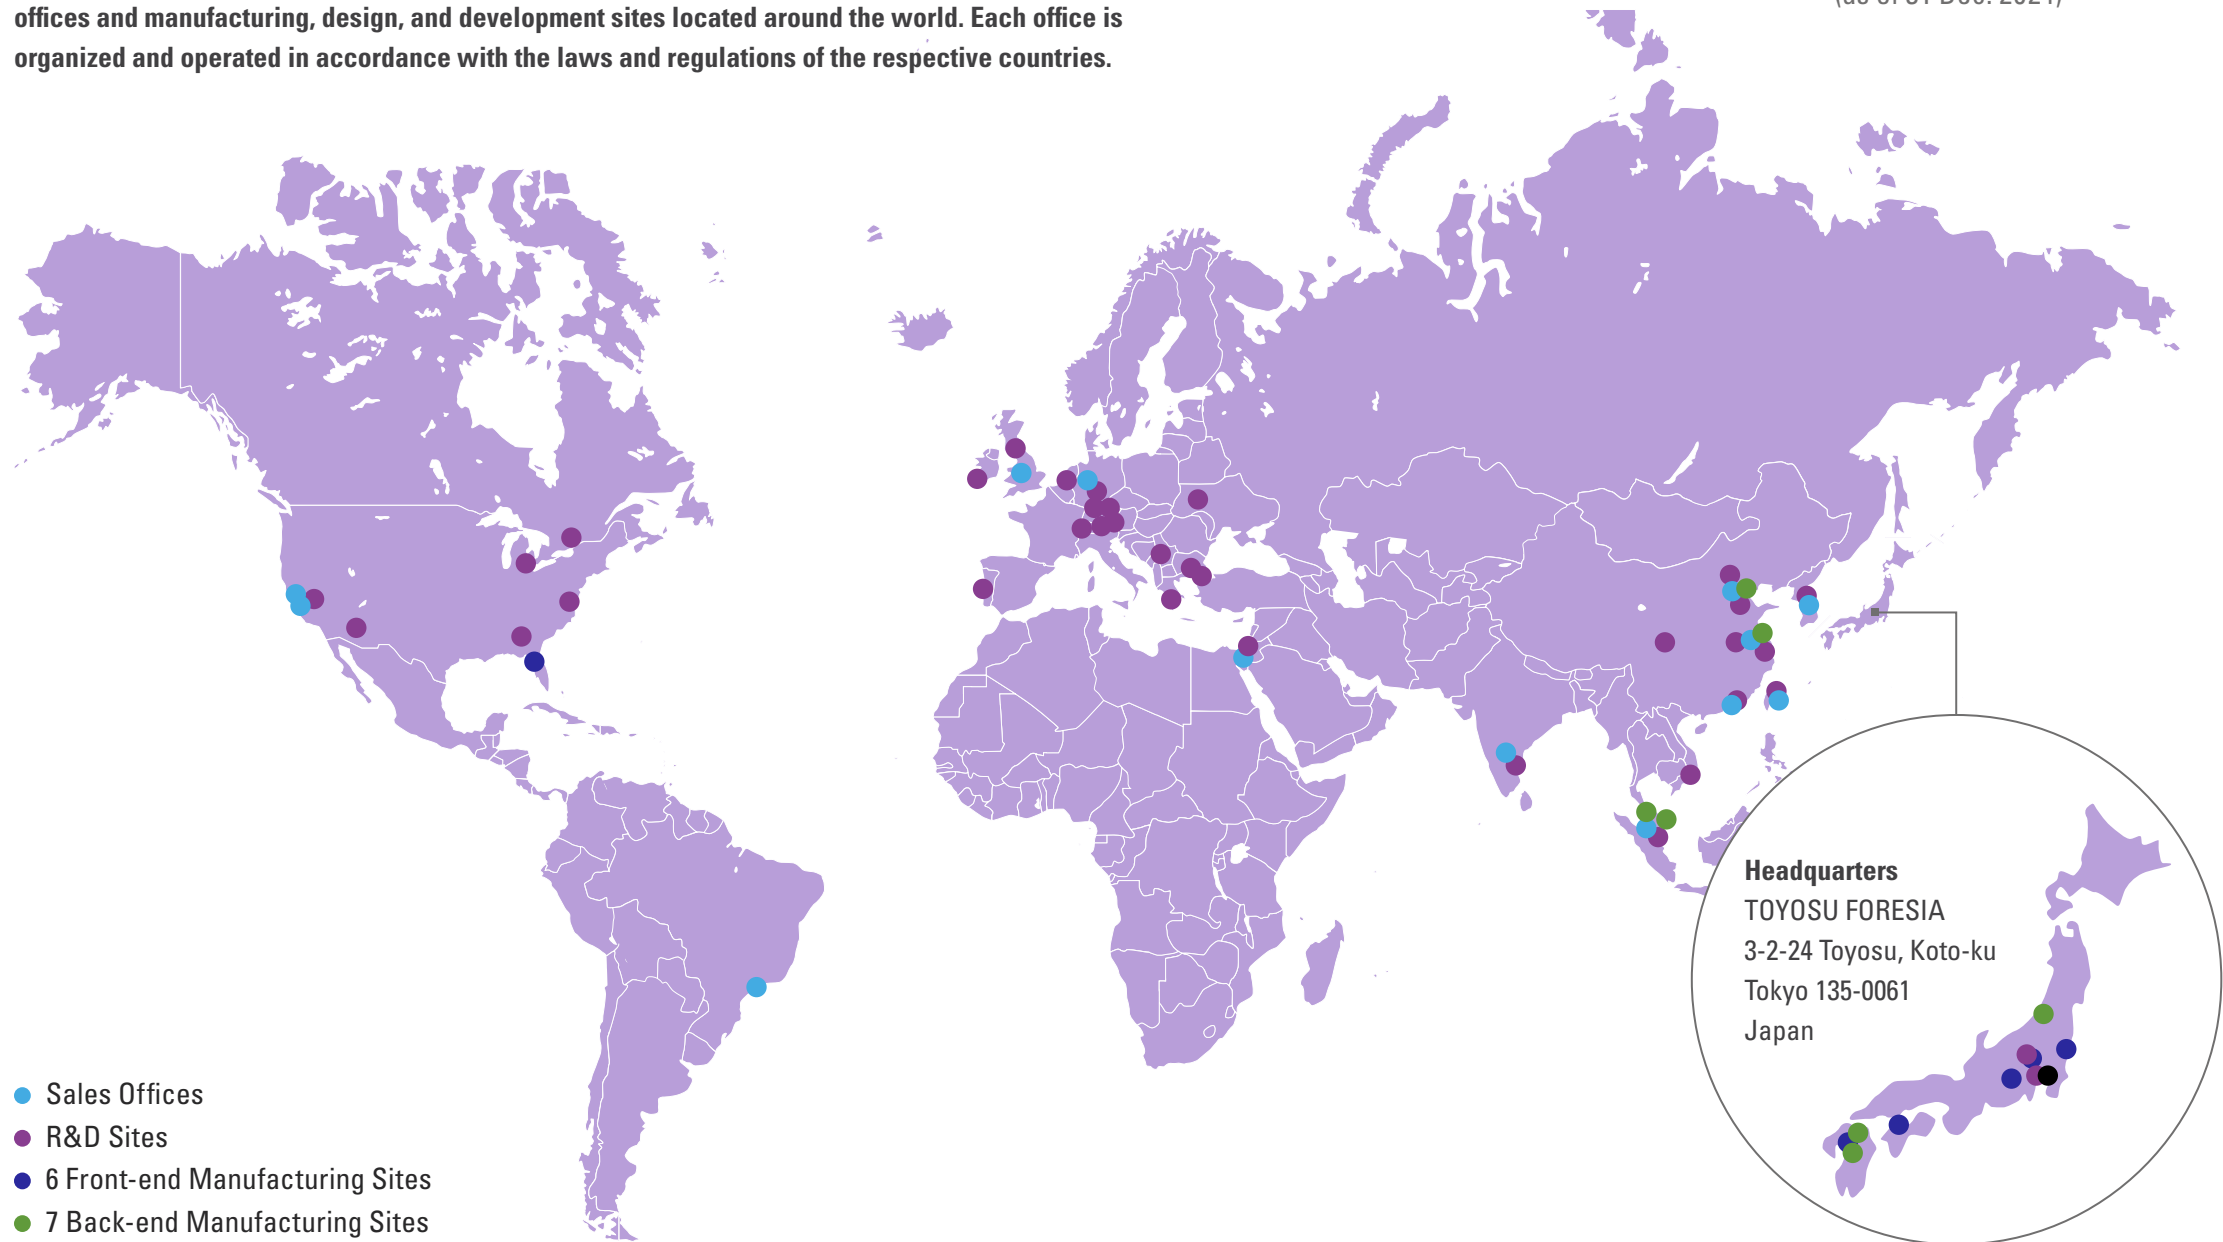 offices and manufacturing, design, and development sites located around the world. Each office is
organized and operated in accordance with the laws and regulations of the respective countries.
Headquarters
TOYOSU FORESIA
3-2-24 Toyosu, Koto-ku
Tokyo 135-0061
Japan
Sales Offices
R&D Sites
6 Front-end Manufacturing Sites
7 Back-end Manufacturing Sites